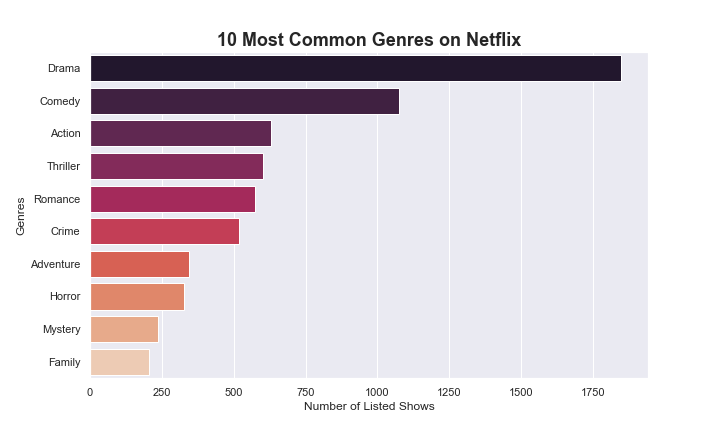 10 Most Common Genres on Netflix
Drama
Comedy
Action
Thriller
Romance
Crime
Adventure
Horror
Mystery
Family
Genres
0 250 500 750 1000 1250 1500 1750
Number of Listed Shows